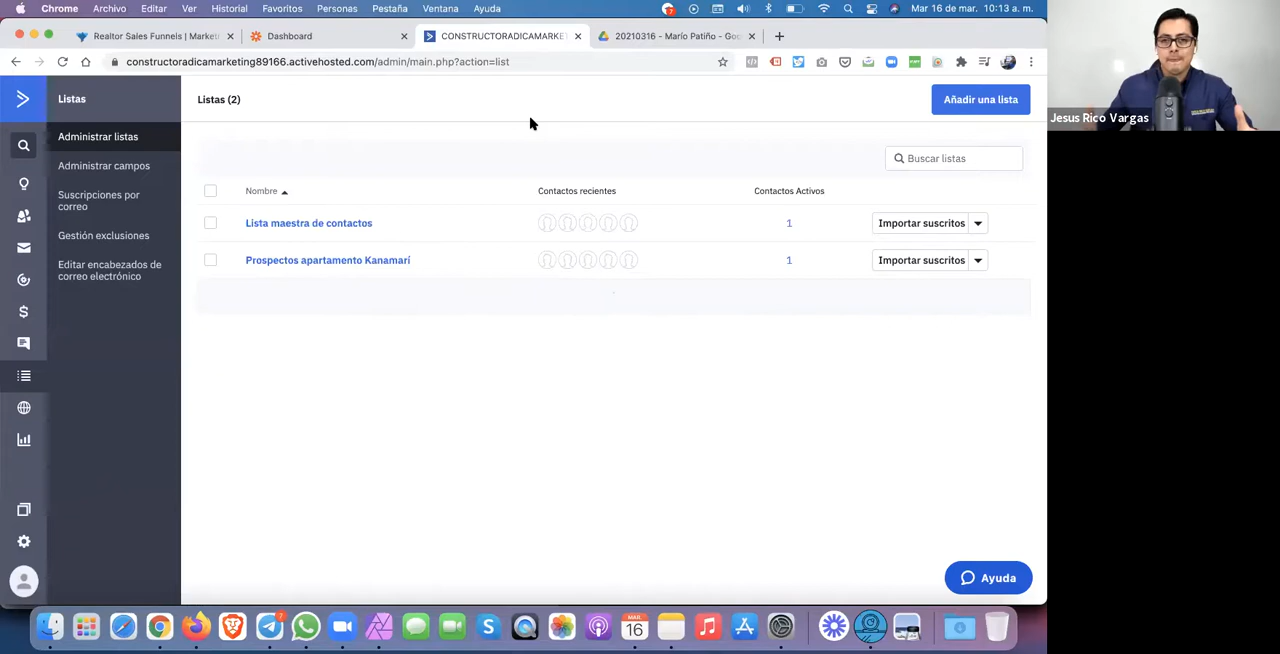 Chrome Archivo Editar Ver Historial Favoritos Personas Pestaña Ventana Ayuda
Mar 16 de mar. 10:13 a. m.
Realtor Sales Funnels | Market
Dashboard
CONSTRUCTORADICAMARKET
20210316 - Mario Patiño - Goo
constructoradicamarketing89166.activehosted.com/admin/main.php?action=list
Jesus Rico Vargas
Listas
Listas (2)
Añadir una lista
Administrar listas
Administrar campos
Suscripciones por
correo
Gestión exclusiones
Editar encabezados de
correo electrónico
Buscar listas
Nombre Contactos recientes Contactos Activos
Lista maestra de contactos 1 Importar suscritos
Prospectos apartamento Kanamarí 1 Importar suscritos
Ayuda
16